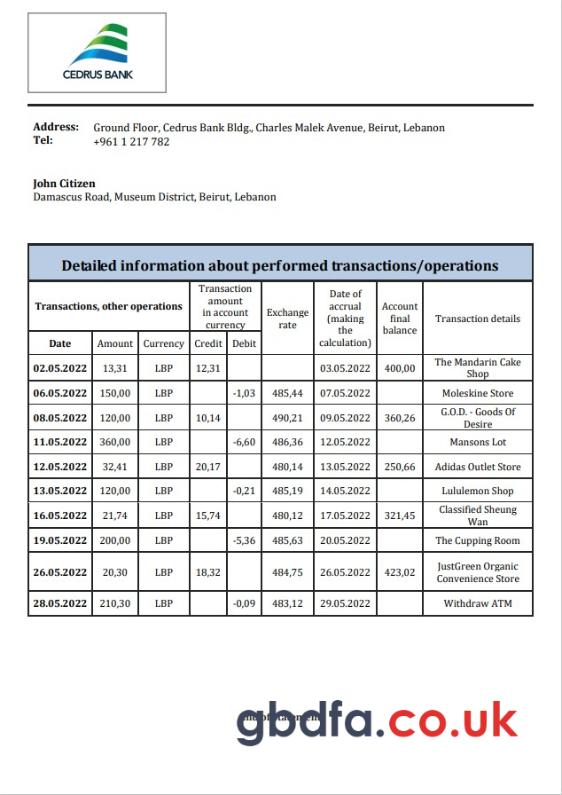 CEDRUS BANK
Address: Ground Floor, Cedrus Bank Bldg., Charles Malek Avenue, Beirut, Lebanon
Tel: +961 1 217 782
John Citizen
Damascus Road, Museum District, Beirut, Lebanon
Detailed information about performed transactions/operations
Transactions, other operations
Transaction amount in account currency
Exchange rate
Date of accrual (making the calculation)
Account final balance
Transaction details
Date Amount Currency Credit Debit
02.05.2022 13,31 LBP 12,31 03.05.2022 400,00 The Mandarin Cake Shop
06.05.2022 150,00 LBP -1,03 485,44 07.05.2022 Moleskine Store
08.05.2022 120,00 LBP 10,14 490,21 09.05.2022 360,26 G.O.D. - Goods Of Desire
11.05.2022 360,00 LBP -6,60 486,36 12.05.2022 Mansons Lot
12.05.2022 32,41 LBP 20,17 480,14 13.05.2022 250,66 Adidas Outlet Store
13.05.2022 120,00 LBP -0,21 485,19 14.05.2022 Lululemon Shop
16.05.2022 21,74 LBP 15,74 480,12 17.05.2022 321,45 Classified Sheung Wan
19.05.2022 200,00 LBP -5,36 485,63 20.05.2022 The Cupping Room
26.05.2022 20,30 LBP 18,32 484,75 26.05.2022 423,02 JustGreen Organic Convenience Store
28.05.2022 210,30 LBP -0,09 483,12 29.05.2022 Withdraw ATM
gbdfa.co.uk